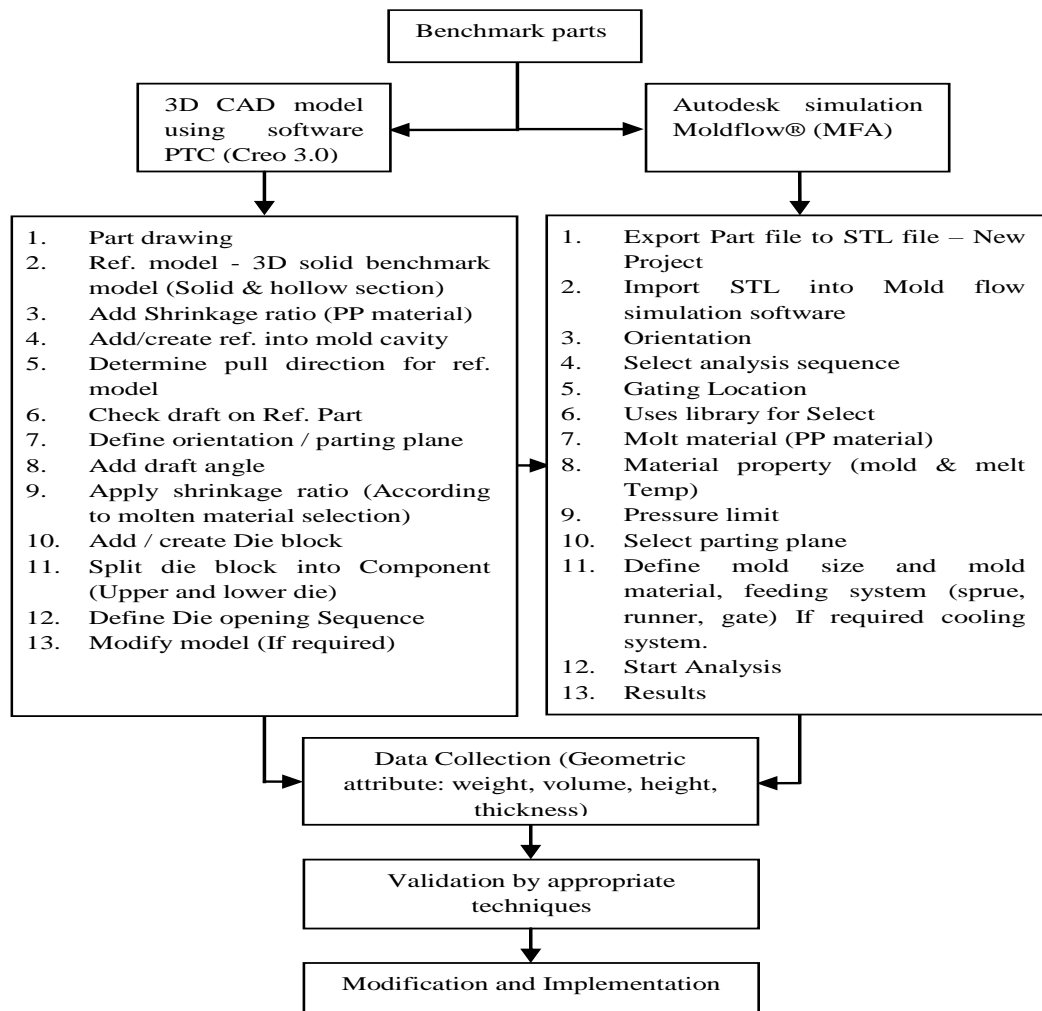 Benchmark parts
3D CAD model
using software
PTC (Creo 3.0)
Autodesk simulation
Moldflow® (MFA)
1. Part drawing
2. Ref. model - 3D solid benchmark
model (Solid & hollow section)
3. Add Shrinkage ratio (PP material)
4. Add/create ref. into mold cavity
5. Determine pull direction for ref.
model
6. Check draft on Ref. Part
7. Define orientation / parting plane
8. Add draft angle
9. Apply shrinkage ratio (According
to molten material selection)
10. Add / create Die block
11. Split die block into Component
(Upper and lower die)
12. Define Die opening Sequence
13. Modify model (If required)
1. Export Part file to STL file – New
Project
2. Import STL into Mold flow
simulation software
3. Orientation
4. Select analysis sequence
5. Gating Location
6. Uses library for Select
7. Molt material (PP material)
8. Material property (mold & melt
Temp)
9. Pressure limit
10. Select parting plane
11. Define mold size and mold
material, feeding system (sprue,
runner, gate) If required cooling
system.
12. Start Analysis
13. Results
Data Collection (Geometric
attribute: weight, volume, height,
thickness)
Validation by appropriate
techniques
Modification and Implementation